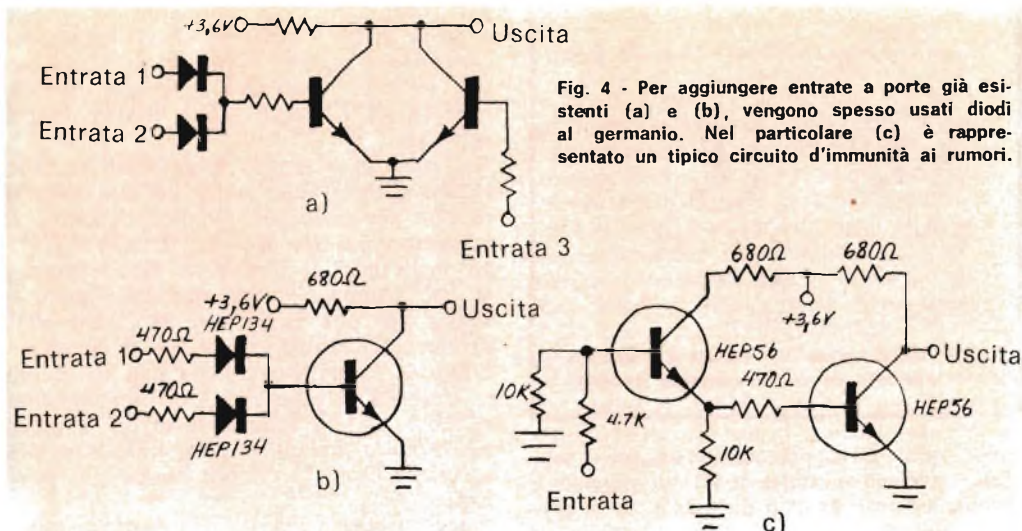 +3,6V
Uscita
Entrata 1
Entrata 2
a)
Entrata 3
Fig. 4 - Per aggiungere entrate a porte già esi-
stenti (a) e (b), vengono spesso usati diodi
al germanio. Nel particolare (c) è rappre-
sentato un tipico circuito d'immunità ai rumori.
680Ω
+3,6V
Uscita
HEP134
470Ω
Entrata 1
470Ω
Entrata 2
HEP134
b)
680Ω
680Ω
+3,6V
HEP56
Uscita
10K
4.7K
470Ω
HEP56
10K
Entrata
c)